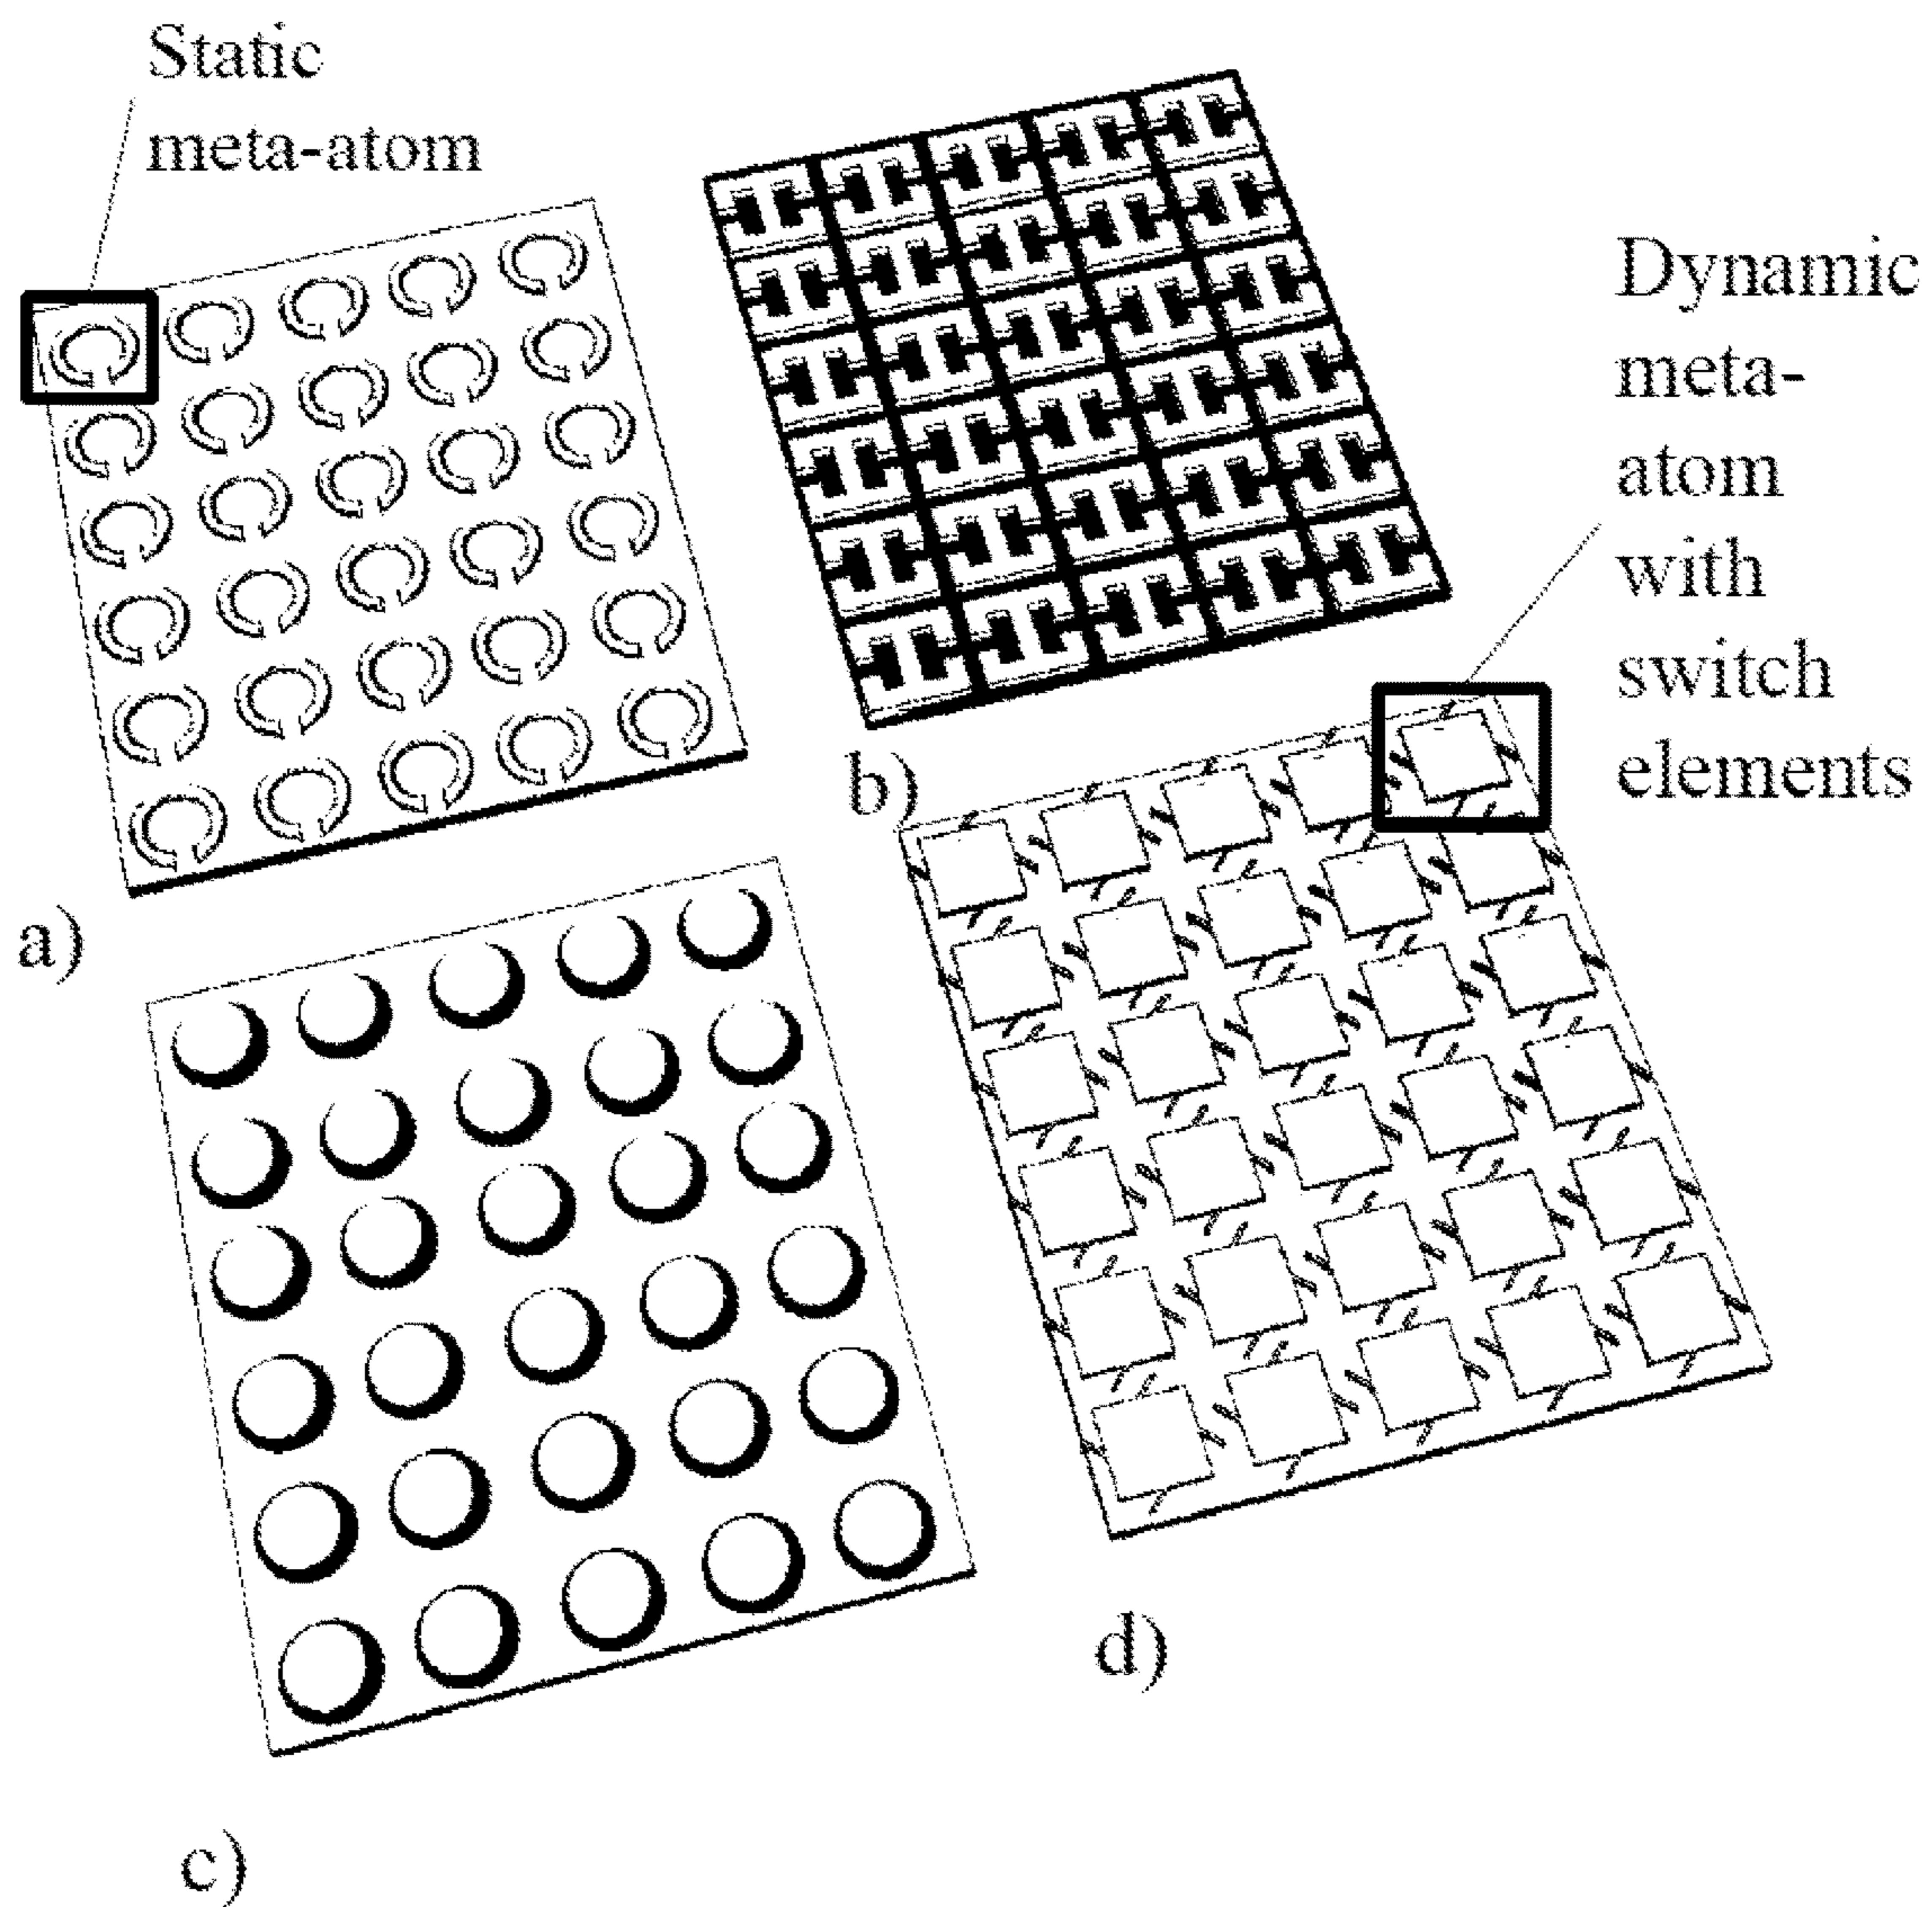 Static
meta-atom
Dynamic
meta-
atom
with
switch
elements
b)
a)
d)
c)